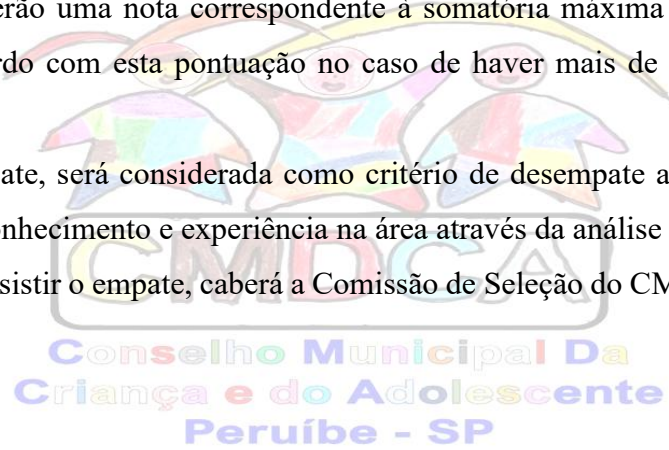 erão uma nota correspondente à somatória máxima
rdo com esta pontuação no caso de haver mais de
ate, será considerada como critério de desempate a
onhecimento e experiência na área através da análise
sistir o empate, caberá a Comissão de Seleção do CM
CMDCA
Conselho Municipal Da
Criança e do Adolescente
Peruíbe - SP